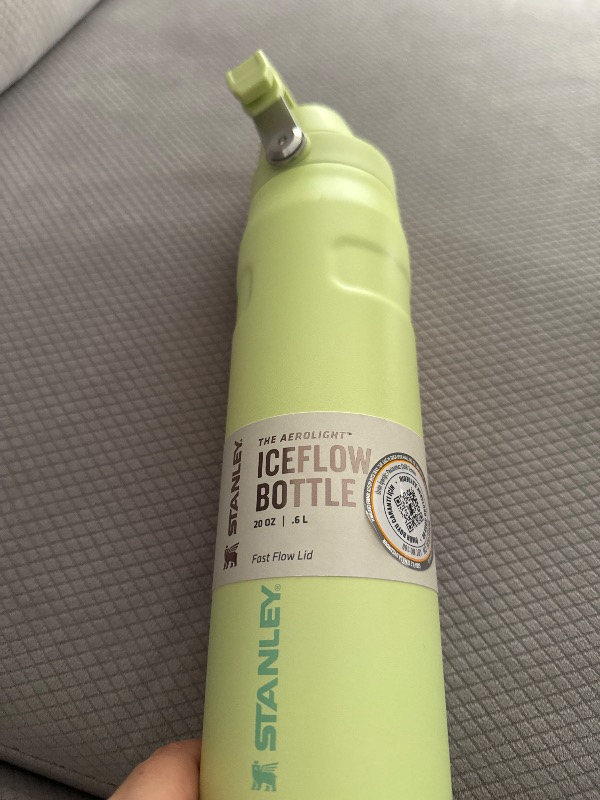 THE AEROLIGHT™
ICEFLOW
BOTTLE
20 OZ | .6 L
Fast Flow Lid
STANLEY
STANLEY®